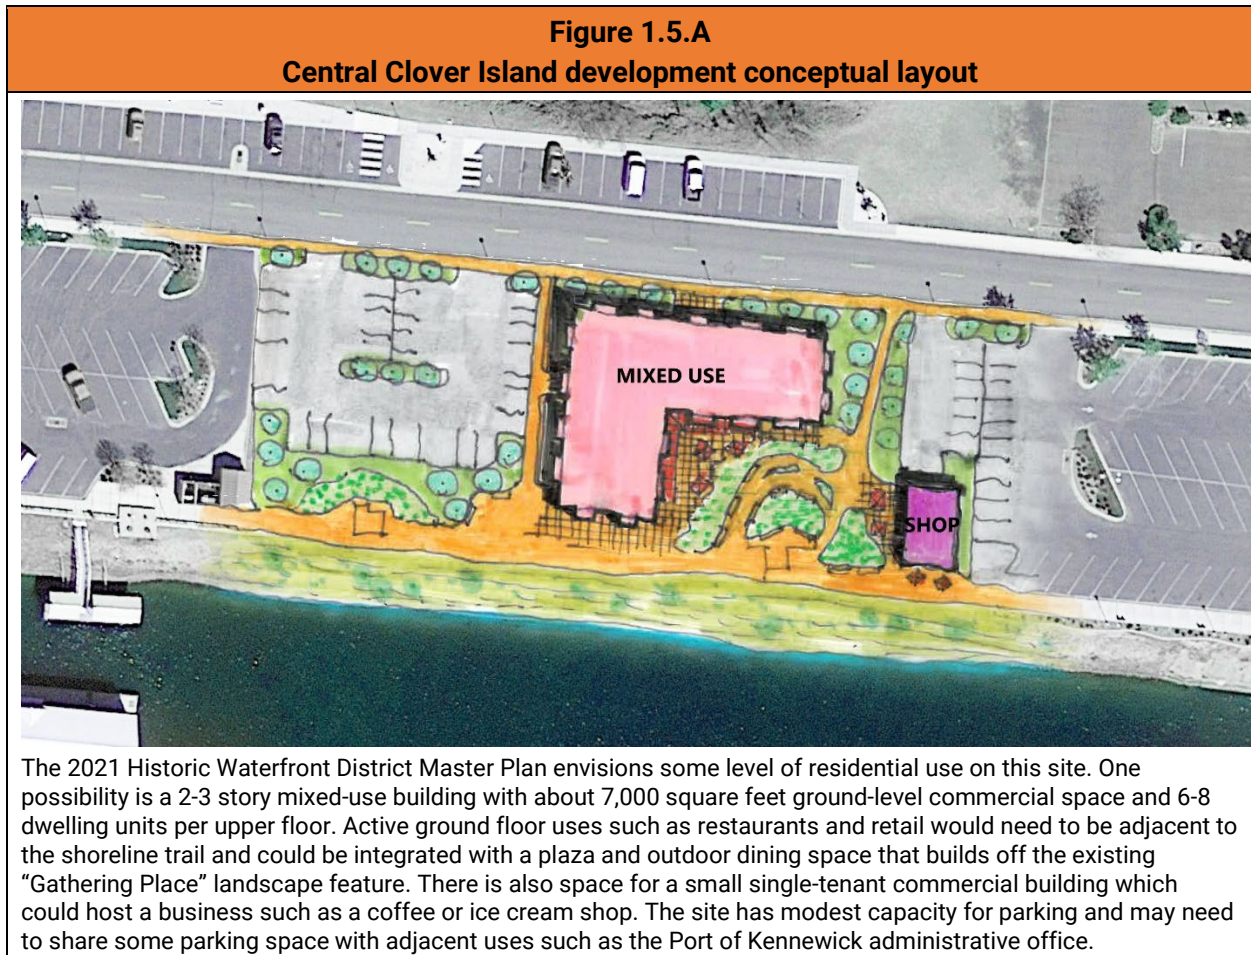 Figure 1.5.A
Central Clover Island development conceptual layout
MIXED USE
SHOP
The 2021 Historic Waterfront District Master Plan envisions some level of residential use on this site. One
possibility is a 2-3 story mixed-use building with about 7,000 square feet ground-level commercial space and 6-8
dwelling units per upper floor. Active ground floor uses such as restaurants and retail would need to be adjacent to
the shoreline trail and could be integrated with a plaza and outdoor dining space that builds off the existing
“Gathering Place” landscape feature. There is also space for a small single-tenant commercial building which
could host a business such as a coffee or ice cream shop. The site has modest capacity for parking and may need
to share some parking space with adjacent uses such as the Port of Kennewick administrative office.